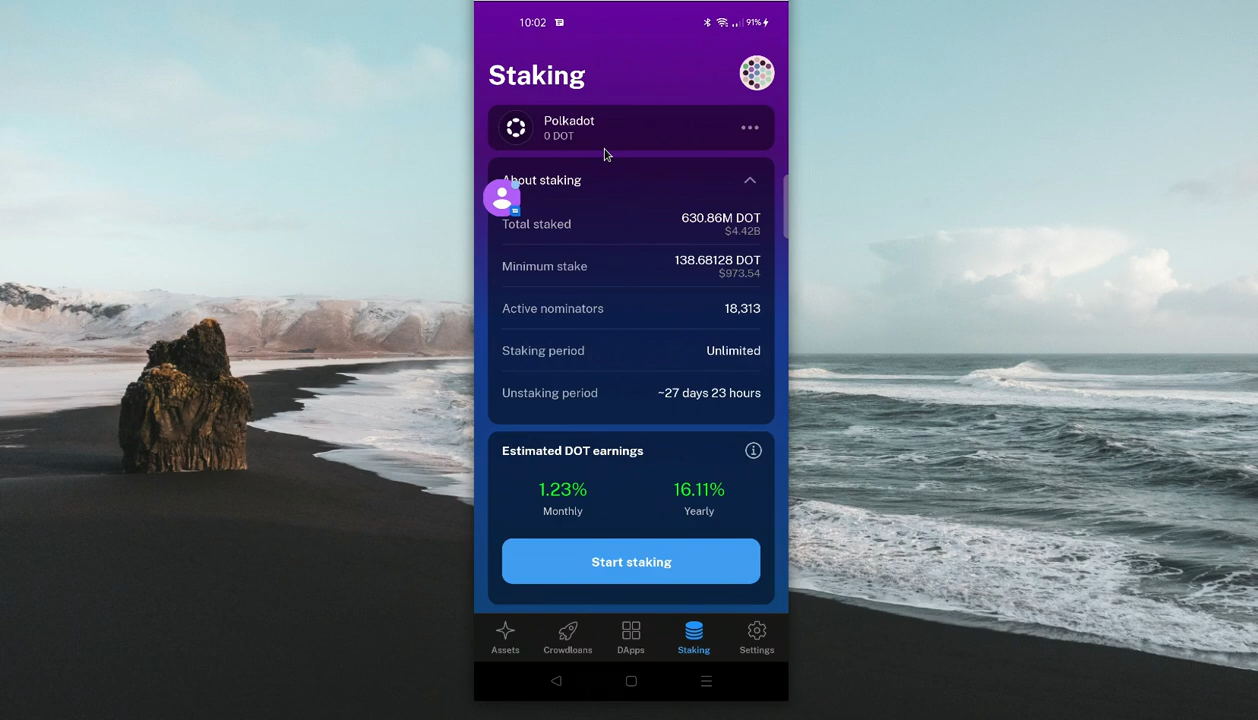 10:02
91%
Staking
Polkadot
0 DOT
About staking
Total staked
630.86M DOT
$4.42B
Minimum stake
138.68128 DOT
$973.54
Active nominators
18,313
Staking period
Unlimited
Unstaking period
~27 days 23 hours
Estimated DOT earnings
1.23%
16.11%
Monthly
Yearly
Start staking
Assets
Crowdloans
DApps
Staking
Settings